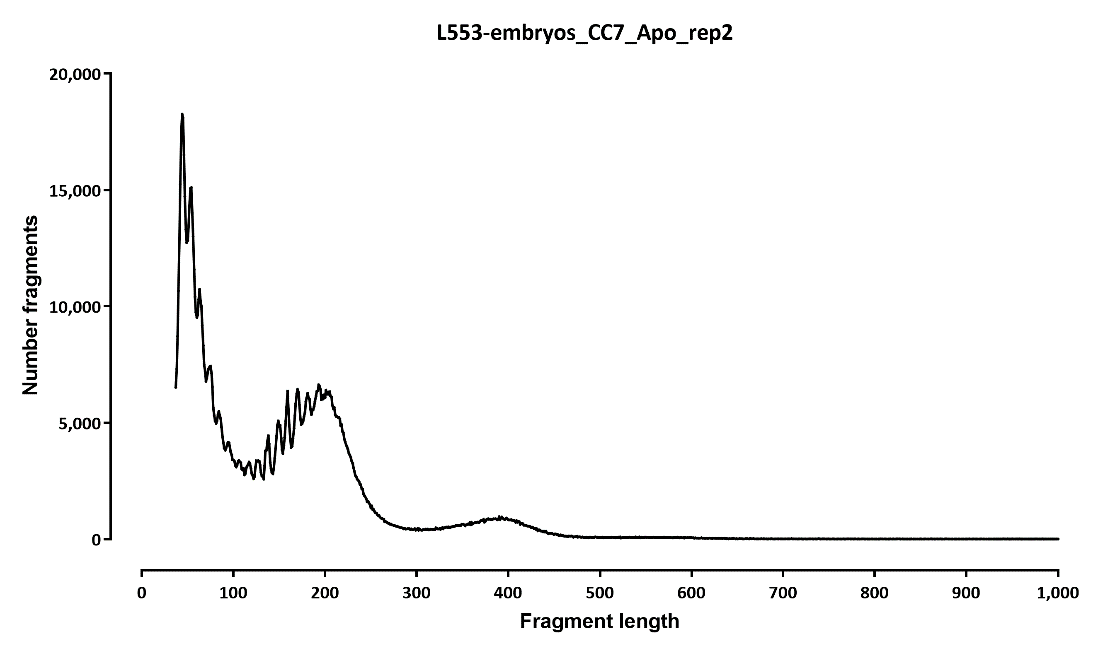 L553-embryos_CC7_Apo_rep2
20,000
15,000
10,000
5,000
0
Number fragments
0 100 200 300 400 500 600 700 800 900 1,000
Fragment length